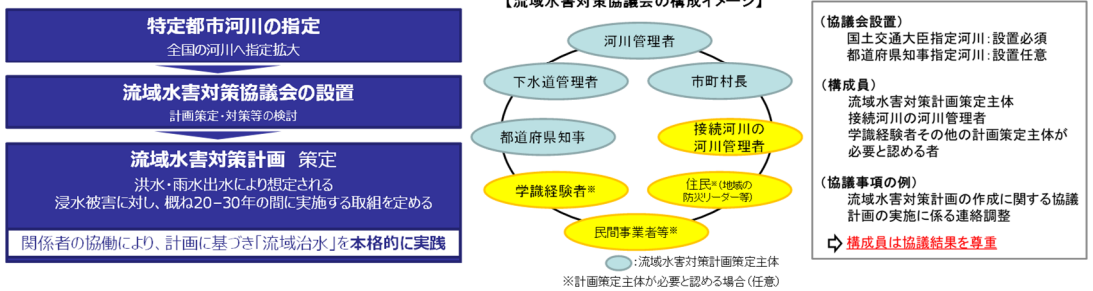 特定都市河川の指定
全国の河川へ指定拡大
流域水害対策協議会の設置
計画策定・対策等の検討
流域水害対策計画 策定
洪水・雨水出水により想定される
浸水被害に対し、概ね20-30年の間に実施する取組を定める
関係者の協働により、計画に基づき「流域治水」を本格的に実践
【流域水害対策協議会の構成イメージ】
河川管理者
下水道管理者
市町村長
都道府県知事
接続河川の
河川管理者
学識経験者※
住民※(地域の
防災リーダー等)
民間事業者等※
:流域水害対策計画策定主体
※計画策定主体が必要と認める場合(任意)
(協議会設置)
国土交通大臣指定河川:設置必須
都道府県知事指定河川:設置任意
(構成員)
流域水害対策計画策定主体
接続河川の河川管理者
学識経験者その他の計画策定主体が
必要と認める者
(協議事項の例)
流域水害対策計画の作成に関する協議
計画の実施に係る連絡調整
⇨ 構成員は協議結果を尊重